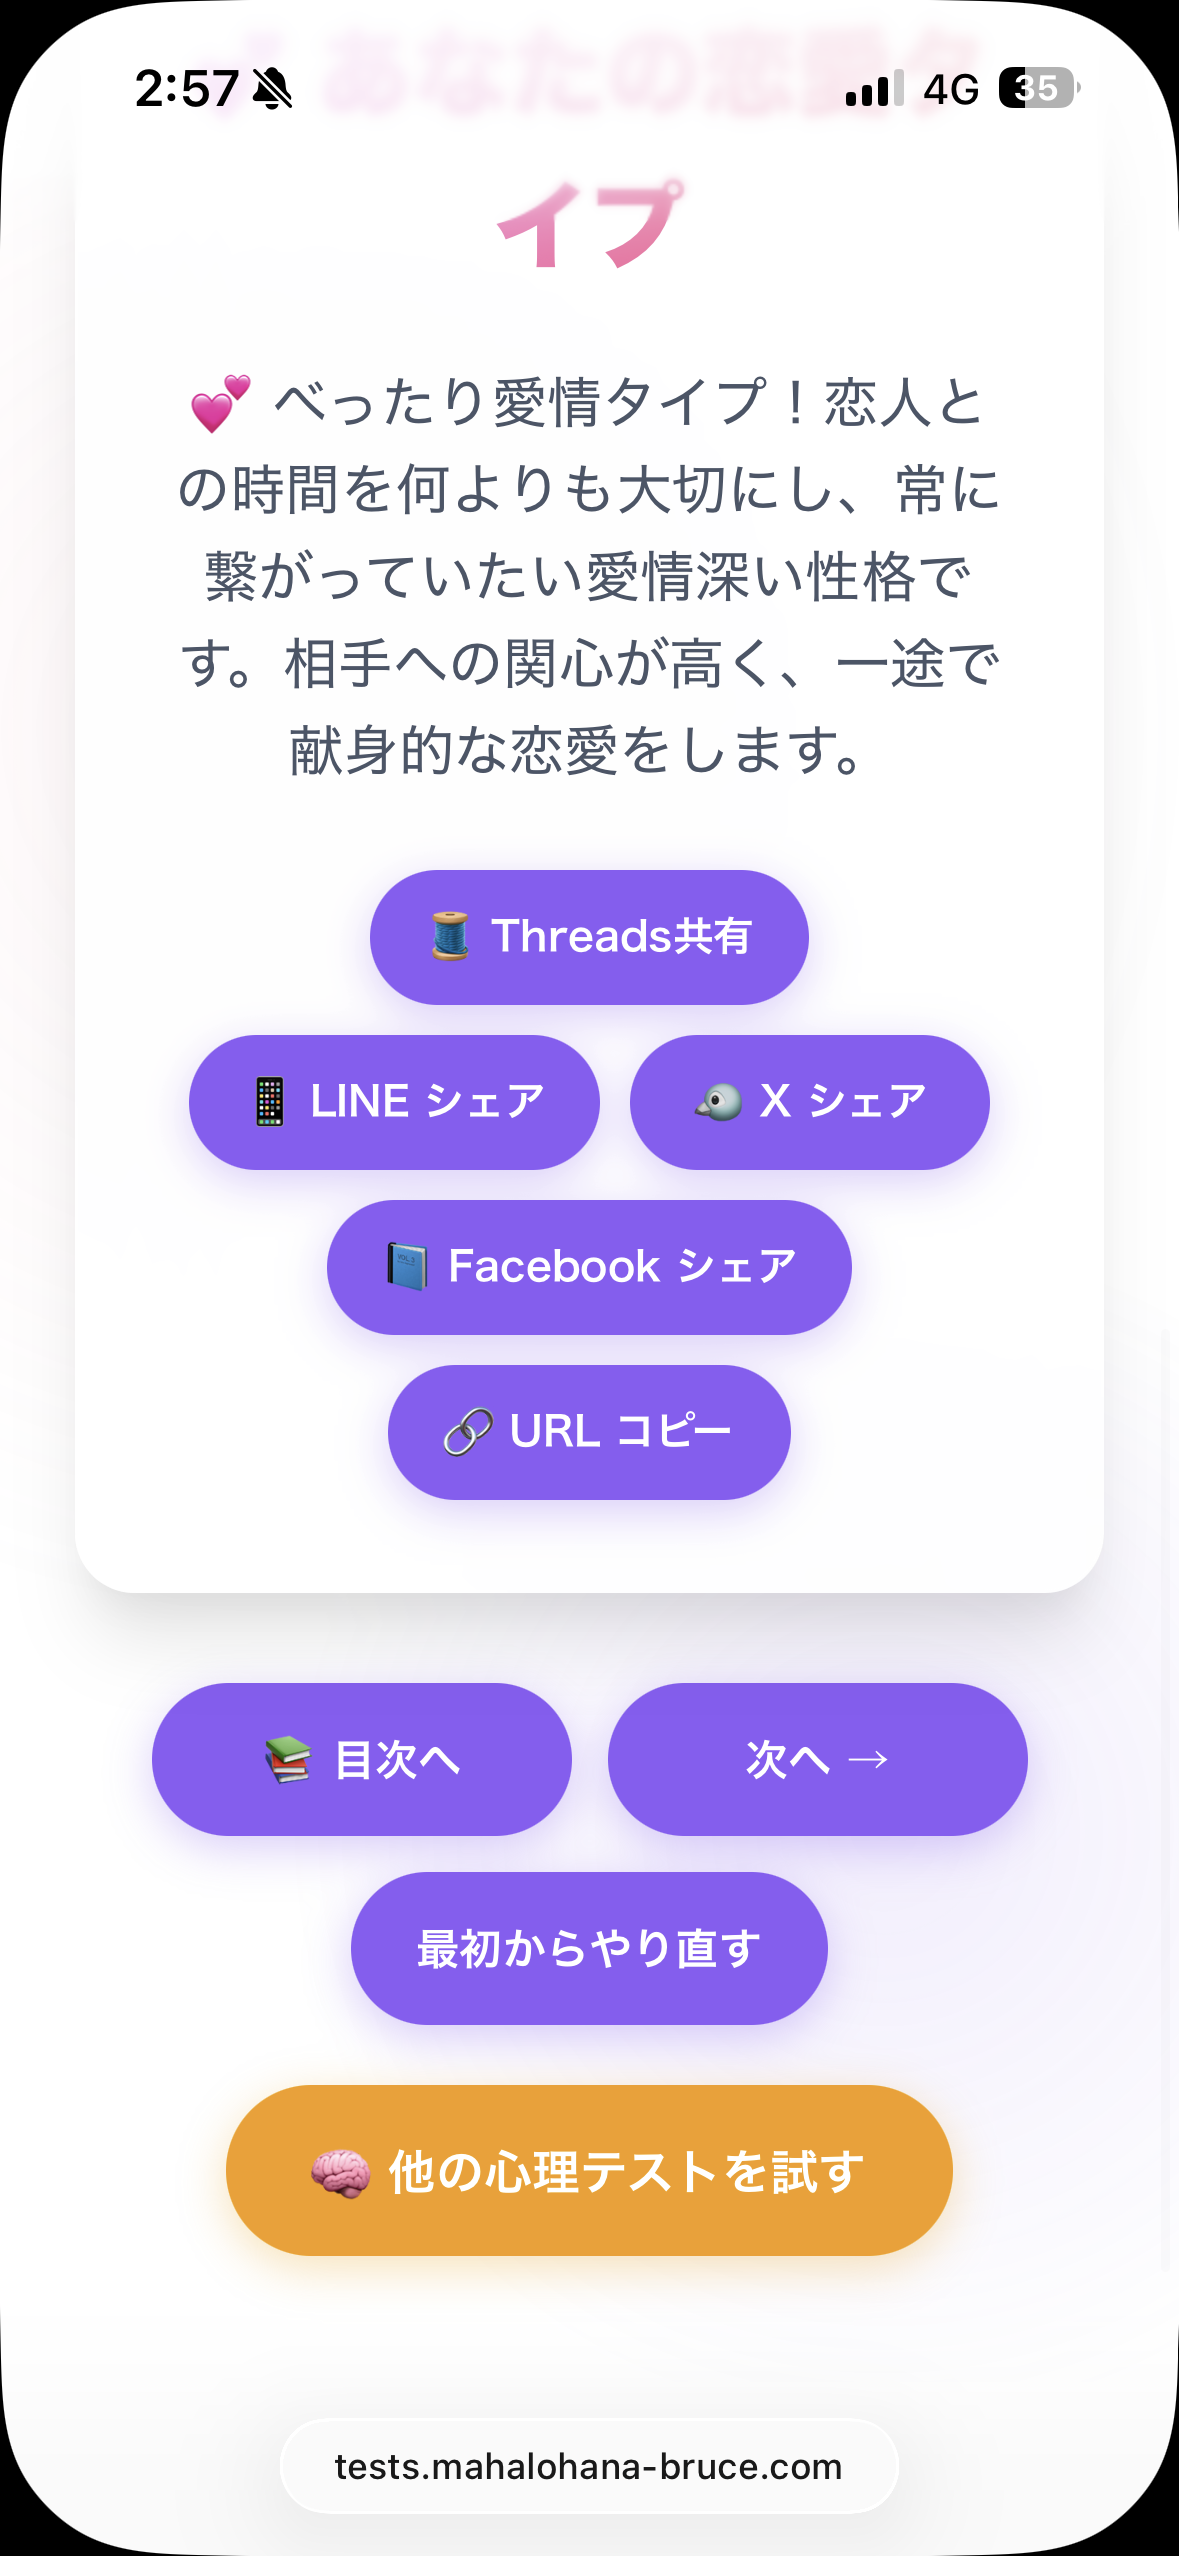 2:57
4G
35
あなたの恋愛タ
イプ
💕 べったり愛情タイプ！恋人と
の時間を何よりも大切にし、常に
繋がっていたい愛情深い性格で
す。相手への関心が高く、一途で
献身的な恋愛をします。
Threads共有
LINE シェア
X シェア
Facebook シェア
URL コピー
目次へ
次へ →
最初からやり直す
他の心理テストを試す
tests.mahalohana-bruce.com